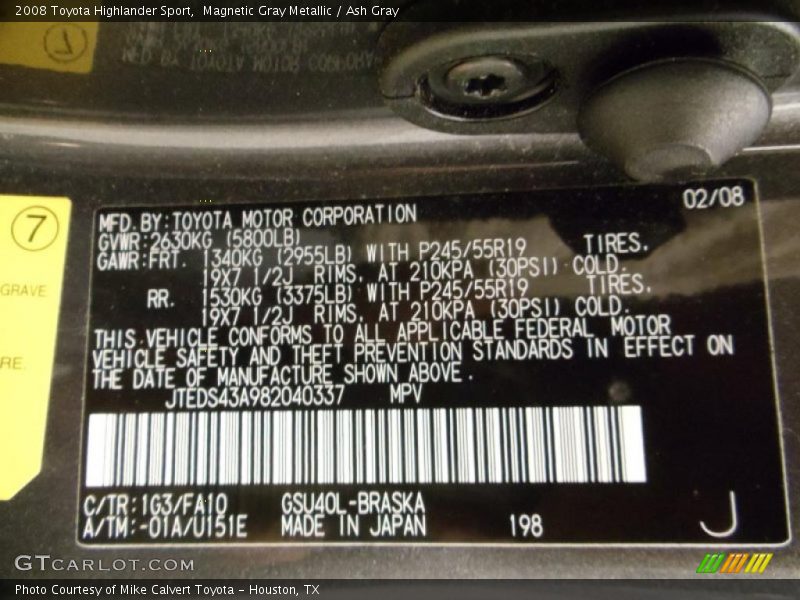 2008 Toyota Highlander Sport,  Magnetic Gray Metallic / Ash Gray
7
GRAVE
RE.
02/08
MFD. BY: TOYOTA MOTOR CORPORATION
GVWR: 2630KG (5800LB)
GAWR: FRT. 1340KG (2955LB) WITH P245/55R19 TIRES.
19X7 1/2J RIMS, AT 210KPA (30PSI) COLD.
RR. 1530KG (3375LB) WITH P245/55R19 TIRES.
19X7 1/2J RIMS, AT 210KPA (30PSI) COLD.
THIS VEHICLE CONFORMS TO ALL APPLICABLE FEDERAL MOTOR
VEHICLE SAFETY AND THEFT PREVENTION STANDARDS IN EFFECT ON
THE DATE OF MANUFACTURE SHOWN ABOVE.
JTEDS43A982040337 MPV
C/TR: 1G3/FA10 GSU40L-BRASKA
A/TM: -01A/U151E MADE IN JAPAN 198 J
GTCARLOT.COM
Photo Courtesy of Mike Calvert Toyota - Houston, TX